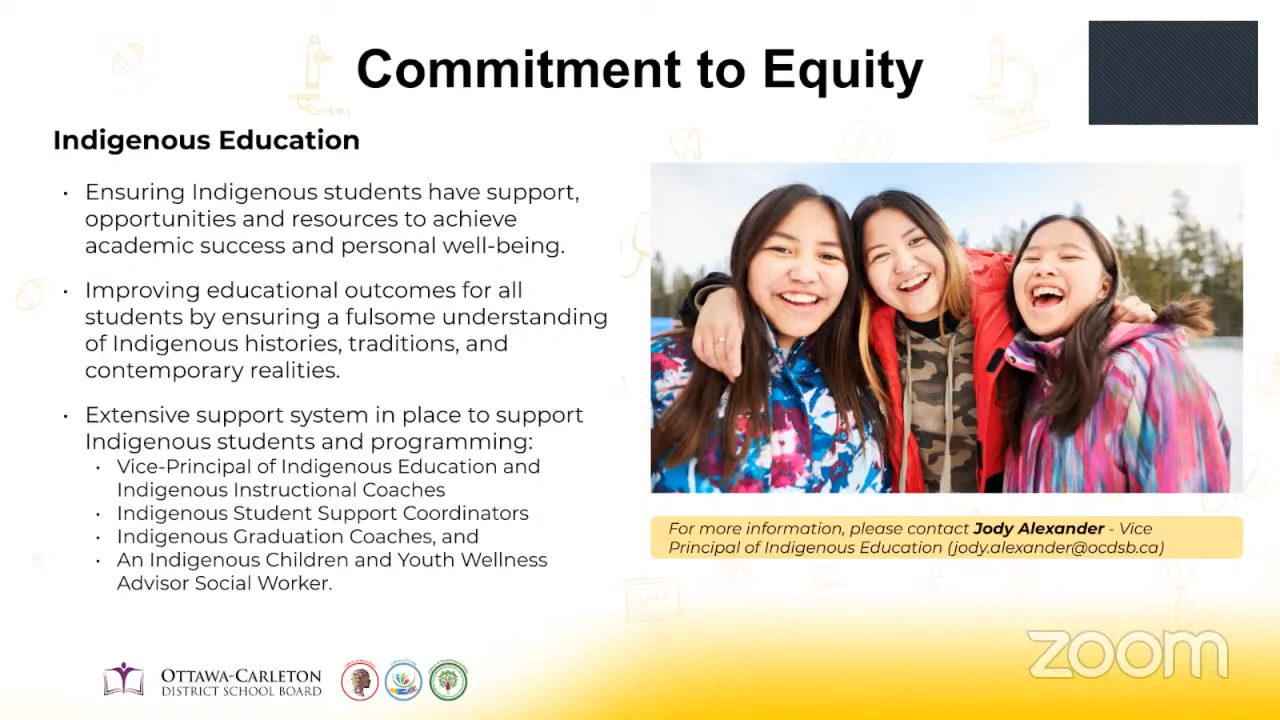 Commitment to Equity
Indigenous Education
• Ensuring Indigenous students have support,
opportunities and resources to achieve
academic success and personal well-being.
• Improving educational outcomes for all
students by ensuring a fulsome understanding
of Indigenous histories, traditions, and
contemporary realities.
• Extensive support system in place to support
Indigenous students and programming:
• Vice-Principal of Indigenous Education and
Indigenous Instructional Coaches
• Indigenous Student Support Coordinators
• Indigenous Graduation Coaches, and
• An Indigenous Children and Youth Wellness
Advisor Social Worker.
For more information, please contact Jody Alexander - Vice
Principal of Indigenous Education (jody.alexander@ocdsb.ca)
OTTAWA-CARLETON
DISTRICT SCHOOL BOARD
zoom